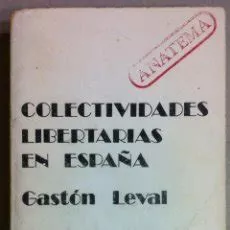 ANATEMA
COLECTIVIDADES
LIBERTARIAS
EN ESPAÑA
Gastón Leval